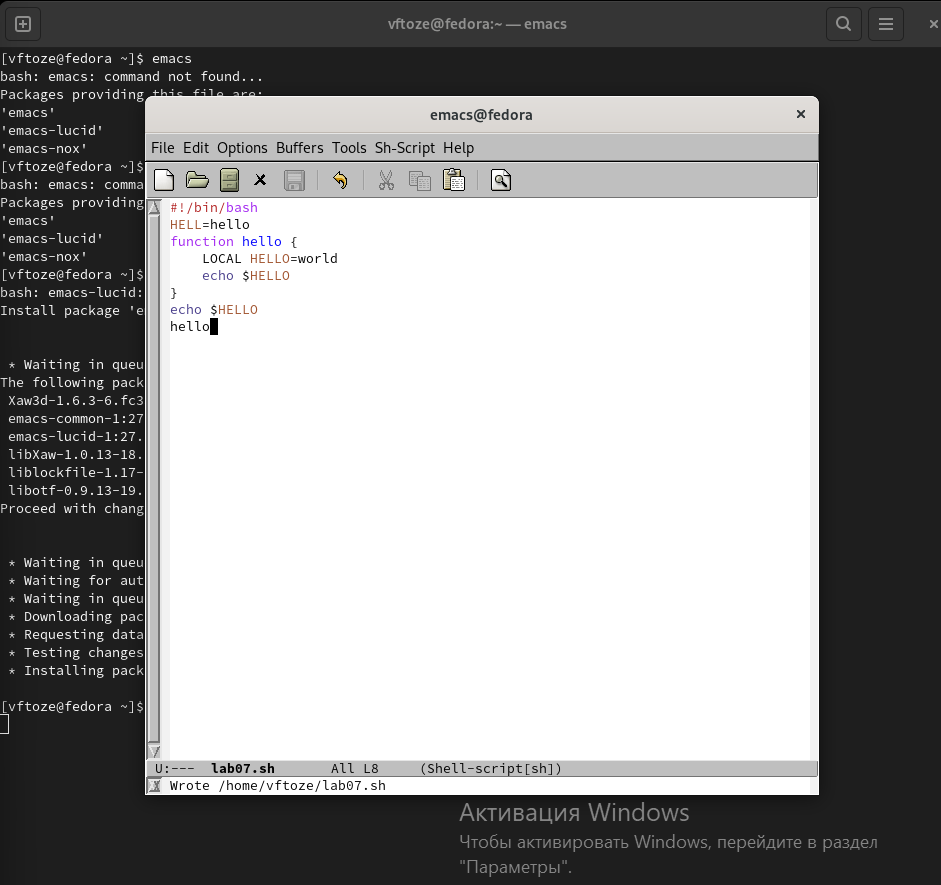 vftoze@fedora:~ — emacs
[vftoze@fedora ~]$ emacs
bash: emacs: command not found...
Packages providing this file are:
'emacs'
'emacs-lucid'
'emacs-nox'
[vftoze@fedora ~]$
bash: emacs: comma
Packages providing
'emacs'
'emacs-lucid'
'emacs-nox'
[vftoze@fedora ~]$
bash: emacs-lucid:
Install package 'e
* Waiting in queu
The following pack
Xaw3d-1.6.3-6.fc3
emacs-common-1:27
emacs-lucid-1:27.
libXaw-1.0.13-18.
liblockfile-1.17-
libotf-0.9.13-19.
Proceed with chang
* Waiting in queu
* Waiting for aut
* Waiting in queu
* Downloading pac
* Requesting data
* Testing changes
* Installing pack
[vftoze@fedora ~]$
emacs@fedora
File Edit Options Buffers Tools Sh-Script Help
#!/bin/bash
HELL=hello
function hello {
    LOCAL HELLO=world
    echo $HELLO
}
echo $HELLO
hello
U:---  lab07.sh       All L8     (Shell-script[sh])
Wrote /home/vftoze/lab07.sh
Активация Windows
Чтобы активировать Windows, перейдите в раздел
"Параметры".